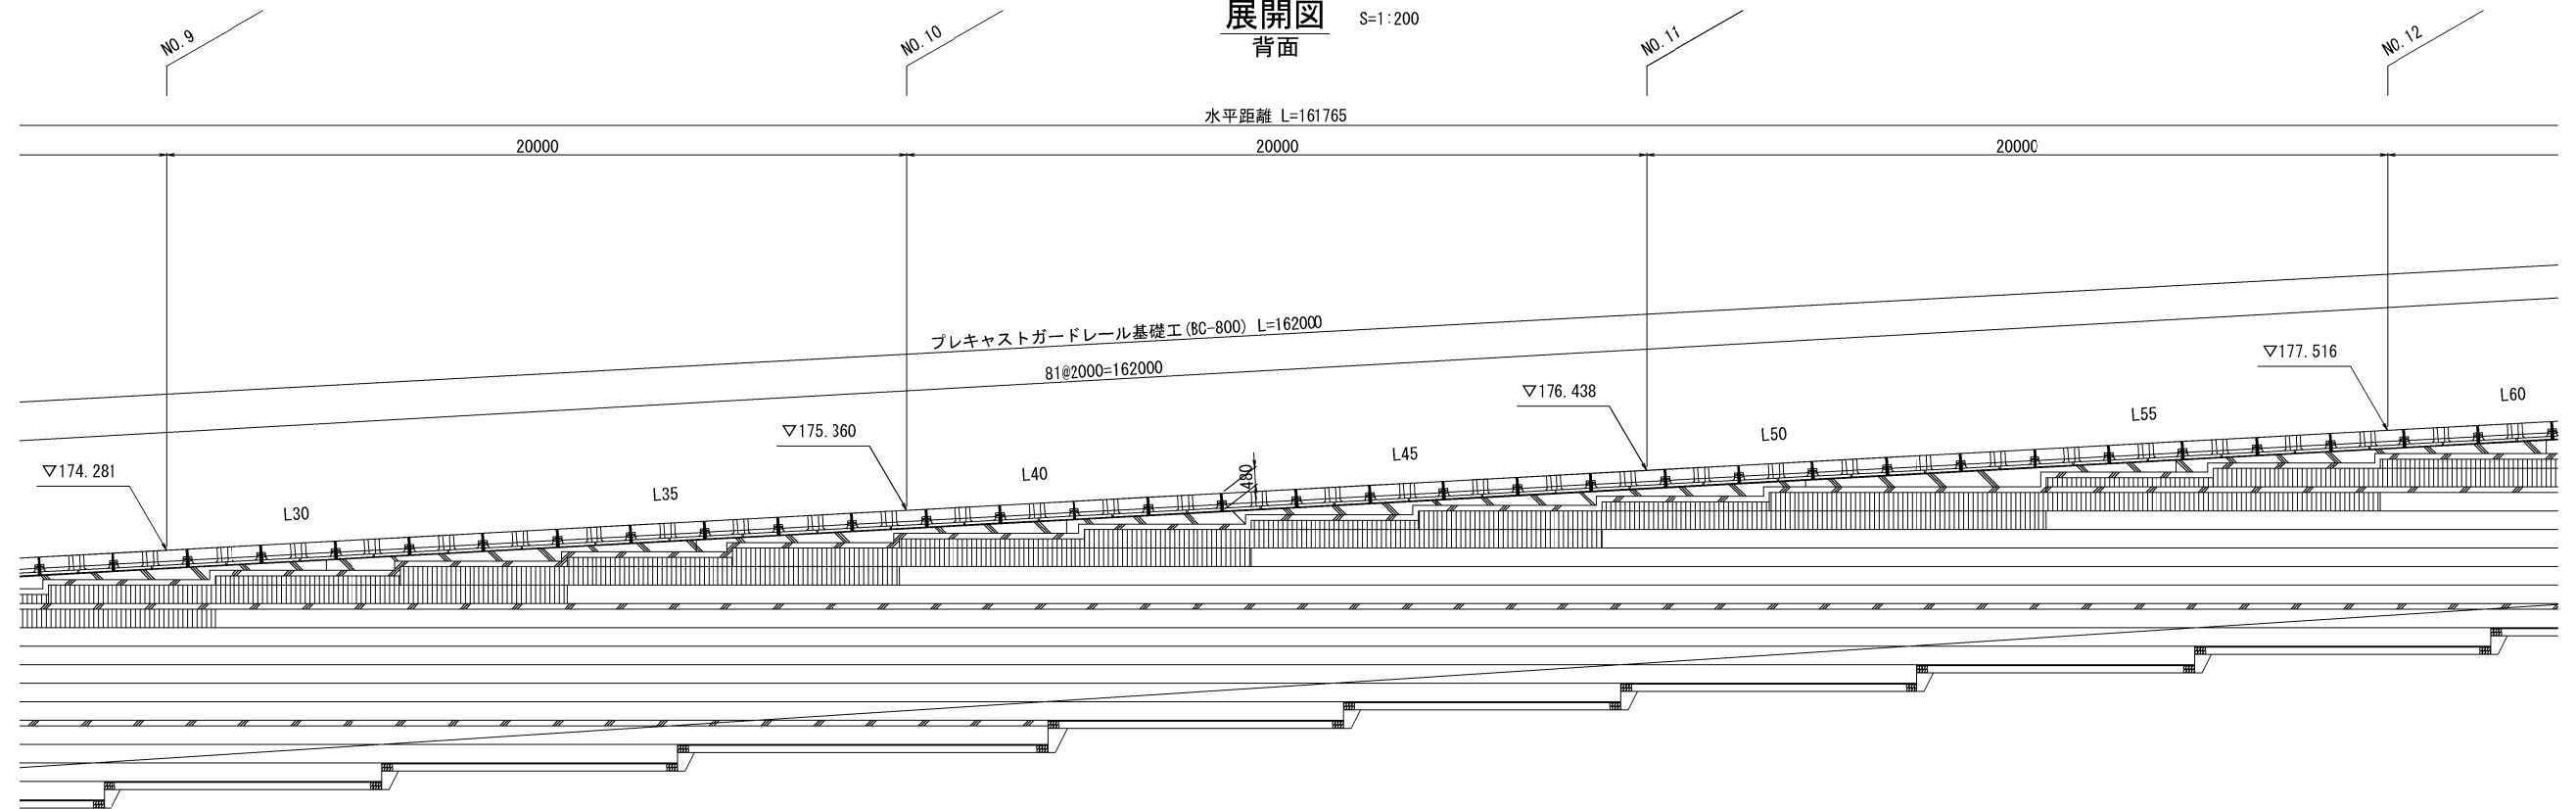 展開図 S=1:200
背面
NO.9
NO.10
NO.11
NO.12
水平距離 L=161765
20000
20000
20000
プレキャストガードレール基礎工(BC-800) L=162000
81@2000=162000
▽177.516
▽176.438
▽175.360
▽174.281
L30
L35
L40
L45
L50
L55
L60
480